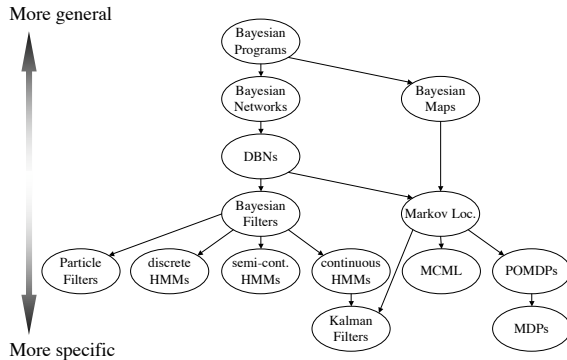 More general
Bayesian
Programs
Bayesian
Networks
Bayesian
Maps
DBNs
Bayesian
Filters
Markov Loc.
Particle
Filters
discrete
HMMs
semi-cont.
HMMs
continuous
HMMs
MCML
POMDPs
Kalman
Filters
MDPs
More specific